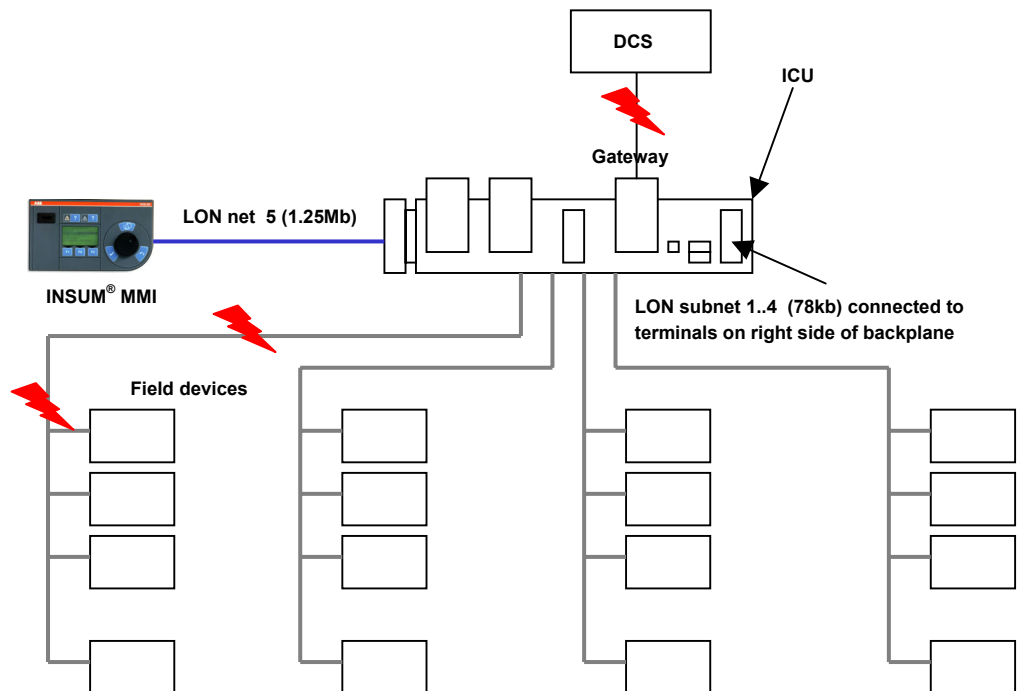 DCS
ICU
Gateway
LON net 5 (1.25Mb)
INSUM® MMI
LON subnet 1..4 (78kb) connected to
terminals on right side of backplane
Field devices